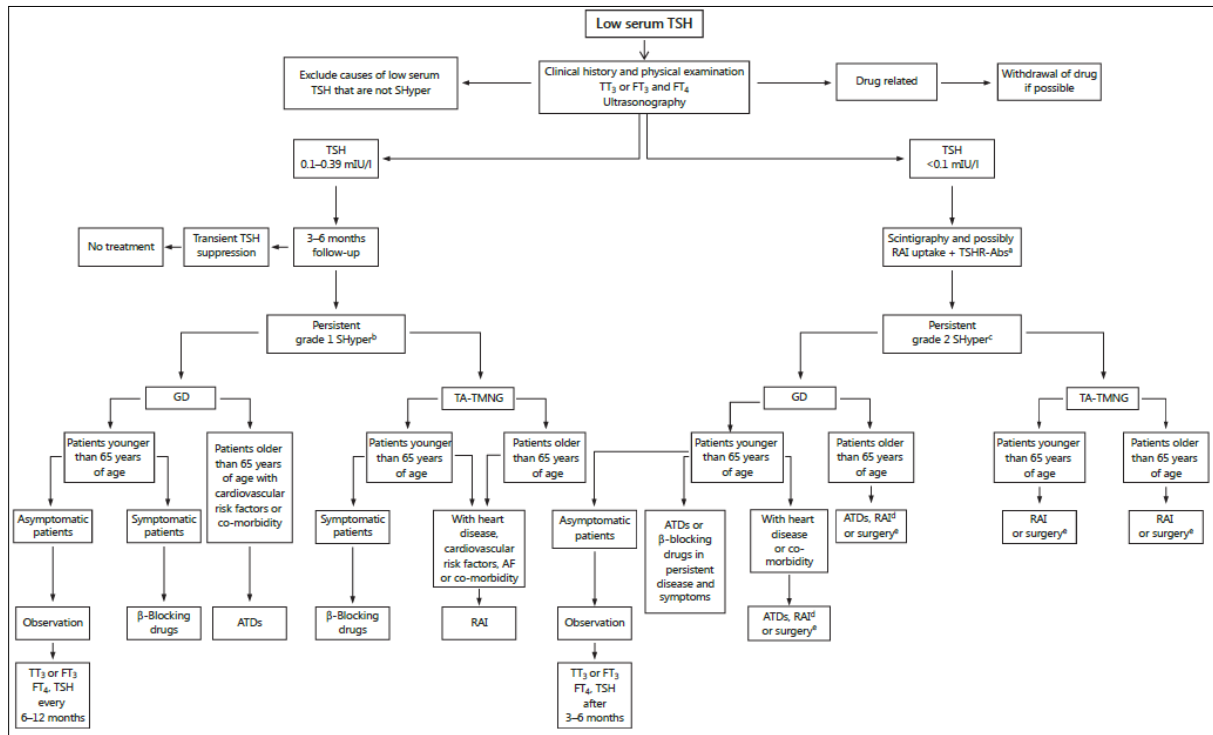 Low serum TSH
Exclude causes of low serum
TSH that are not SHyper
Clinical history and physical examination
TT₃ or FT₃ and FT₄
Ultrasonography
Drug related
Withdrawal of drug
if possible
TSH
0.1–0.39 mIU/l
TSH
<0.1 mIU/l
No treatment
Transient TSH
suppression
3–6 months
follow-up
Scintigraphy and possibly
RAI uptake + TSHR-Absᵃ
Persistent
grade 1 SHyperᵇ
Persistent
grade 2 SHyperᶜ
GD
TA-TMNG
GD
TA-TMNG
Patients younger
than 65 years
of age
Patients older
than 65 years
of age with
cardiovascular
risk factors or
co-morbidity
Patients younger
than 65 years
of age
Patients older
than 65 years
of age
Patients younger
than 65 years
of age
Patients older
than 65 years
of age
Patients younger
than 65 years
of age
Patients older
than 65 years
of age
Asymptomatic
patients
Symptomatic
patients
Symptomatic
patients
With heart
disease,
cardiovascular
risk factors, AF
or co-morbidity
Asymptomatic
patients
ATDs or
β-blocking
drugs in
persistent
disease and
symptoms
With heart
disease
or co-
morbidity
ATDs, RAIᵈ
or surgeryᵉ
RAI
or surgeryᵉ
RAI
or surgeryᵉ
Observation
β-Blocking
drugs
ATDs
β-Blocking
drugs
RAI
Observation
ATDs, RAIᵈ
or surgeryᵉ
TT₃ or FT₃
FT₄, TSH
every
6–12 months
TT₃ or FT₃
FT₄, TSH
after
3–6 months